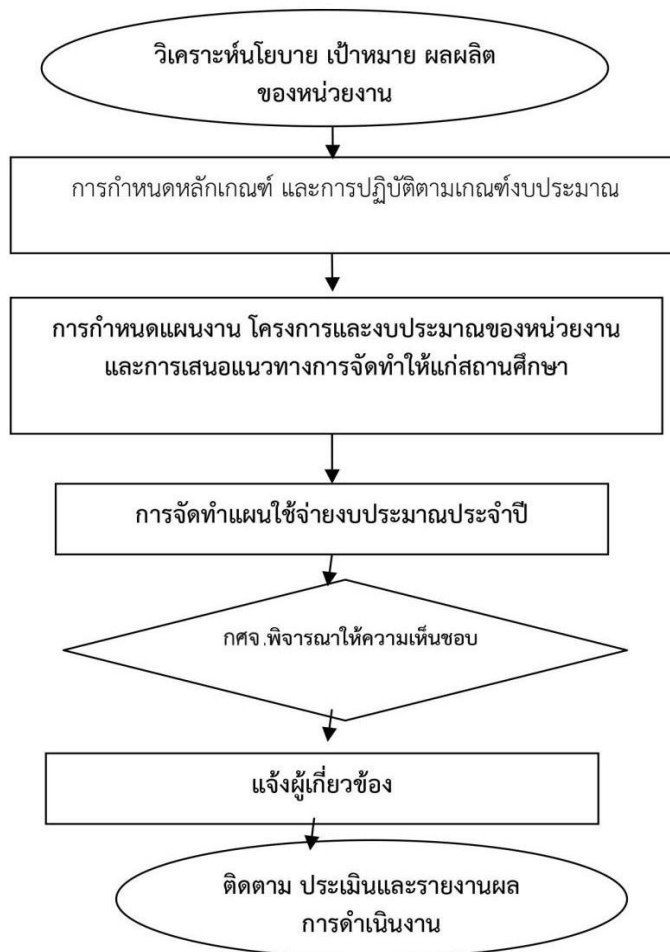 วิเคราะห์นโยบาย เป้าหมาย ผลผลิต
ของหน่วยงาน
การกำหนดหลักเกณฑ์ และการปฏิบัติตามเกณฑ์งบประมาณ
การกำหนดแผนงาน โครงการและงบประมาณของหน่วยงาน
และการเสนอแนวทางการจัดทำให้แก่สถานศึกษา
การจัดทำแผนใช้จ่ายงบประมาณประจำปี
กศจ.พิจารณาให้ความเห็นชอบ
แจ้งผู้เกี่ยวข้อง
ติดตาม ประเมินและรายงานผล
การดำเนินงาน